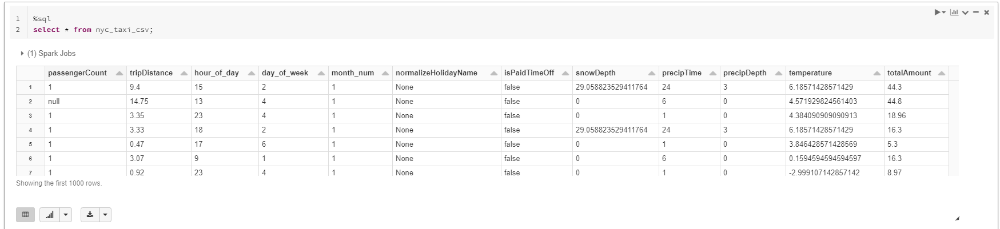 1 %sql
2 select * from nyc_taxi_csv;
(1) Spark Jobs
passengerCount tripDistance hour_of_day day_of_week month_num normalizeHolidayName isPaidTimeOff snowDepth precipTime precipDepth temperature totalAmount
1 1 9.4 15 2 1 None false 29.058823529411764 24 3 6.18571428571429 44.3
2 null 14.75 13 4 1 None false 0 6 0 4.571929824561403 44.8
3 1 3.35 23 4 1 None false 0 1 0 4.384090909090913 18.96
4 1 3.33 18 2 1 None false 29.058823529411764 24 3 6.18571428571429 16.3
5 1 0.47 17 6 1 None false 0 1 0 3.846428571428569 5.3
6 1 3.07 9 1 1 None false 0 6 0 0.1594594594594597 16.3
7 1 0.92 23 4 1 None false 0 1 0 -2.999107142857142 8.97
Showing the first 1000 rows.